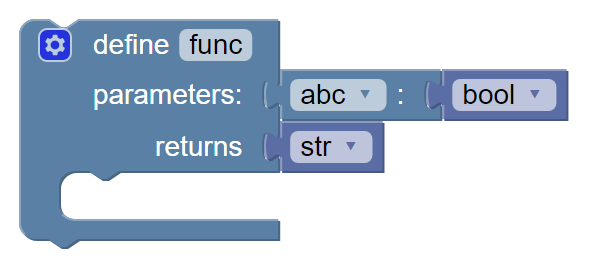 define func
parameters: abc : bool
returns str